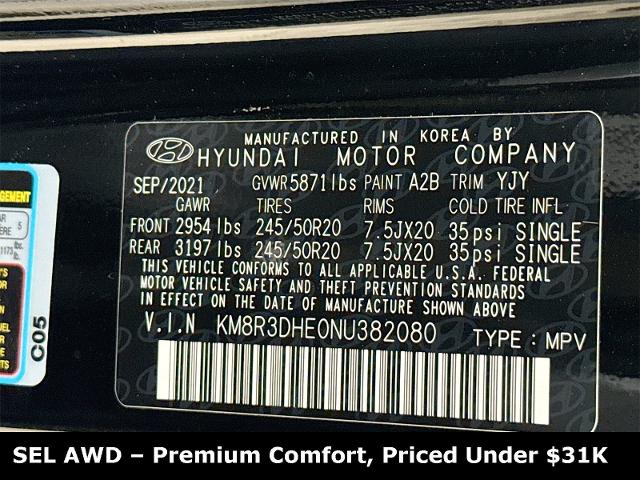 MANUFACTURED IN KOREA BY
HYUNDAI MOTOR COMPANY
SEP/2021 GVWR 5871lbs PAINT A2B TRIM YJY
GAWR TIRES RIMS COLD TIRE INFL
FRONT 2954 lbs 245/50R20 7.5JX20 35psi SINGLE
REAR 3197 lbs 245/50R20 7.5JX20 35psi SINGLE
THIS VEHICLE CONFORMS TO ALL APPLICABLE U.S.A. FEDERAL
MOTOR VEHICLE SAFETY AND THEFT PREVENTION STANDARDS
IN EFFECT ON THE DATE OF MANUFACTURE SHOWN ABOVE
V.I.N KM8R3DHE0NU382080 TYPE : MPV
5
C05
SEL AWD – Premium Comfort, Priced Under $31K